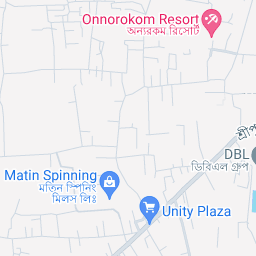 Onnorokom Resort
অন্যরকম রিসোর্ট
শ্রীপ
DBL
ডিবিএল গ্রুপ
Matin Spinning
মতিন স্পিনিং
মিলস লিঃ
Unity Plaza